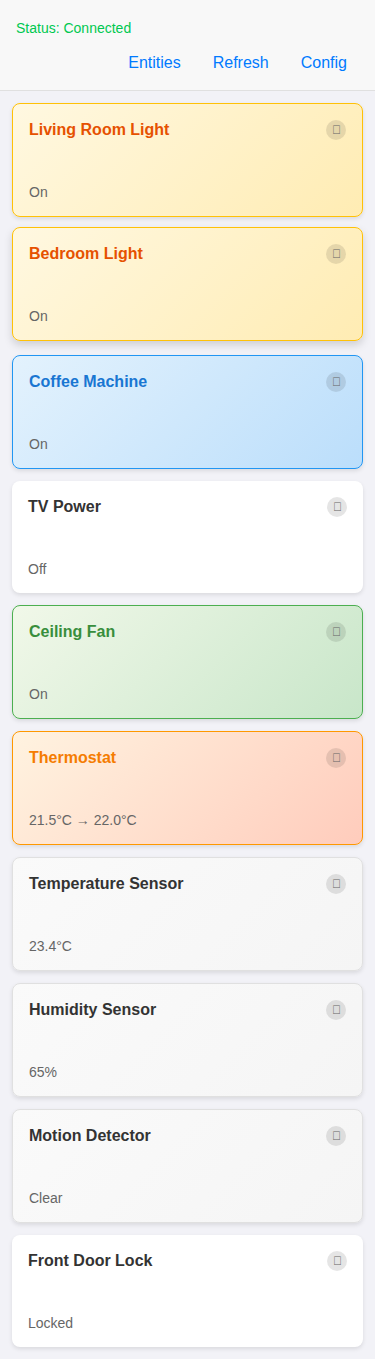 Status: Connected
Entities Refresh Config
Living Room Light
On
Bedroom Light
On
Coffee Machine
On
TV Power
Off
Ceiling Fan
On
Thermostat
21.5°C → 22.0°C
Temperature Sensor
23.4°C
Humidity Sensor
65%
Motion Detector
Clear
Front Door Lock
Locked